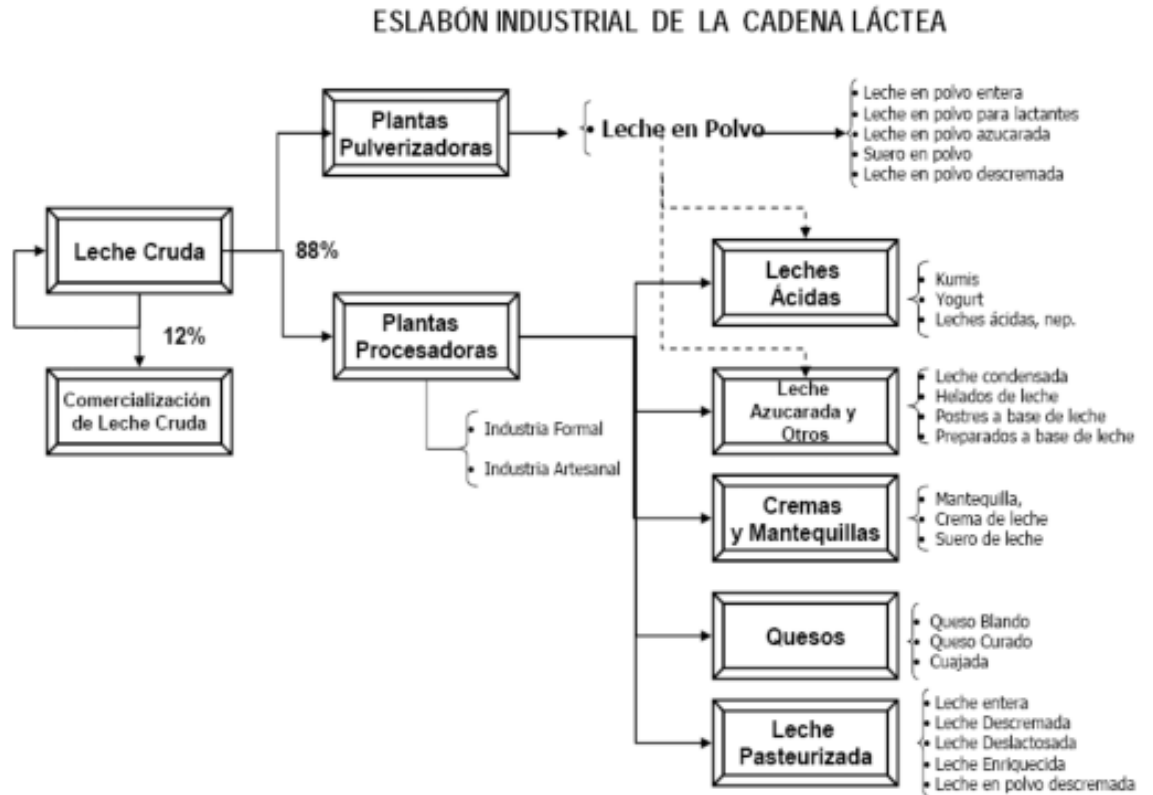 ESLABÓN INDUSTRIAL DE LA CADENA LÁCTEA
Plantas
Pulverizadoras
• Leche en Polvo
• Leche en polvo entera
• Leche en polvo para lactantes
• Leche en polvo azucarada
• Suero en polvo
• Leche en polvo descremada
Leche Cruda
88%
12%
Comercialización
de Leche Cruda
Plantas
Procesadoras
• Industria Formal
• Industria Artesanal
Leches
Ácidas
• Kumis
• Yogurt
• Leches ácidas, nep.
Leche
Azucarada y
Otros
• Leche condensada
• Helados de leche
• Postres a base de leche
• Preparados a base de leche
Cremas
y Mantequillas
• Mantequilla,
• Crema de leche
• Suero de leche
Quesos
• Queso Blando
• Queso Curado
• Cuajada
Leche
Pasteurizada
• Leche entera
• Leche Descremada
• Leche Deslactosada
• Leche Enriquecida
• Leche en polvo descremada